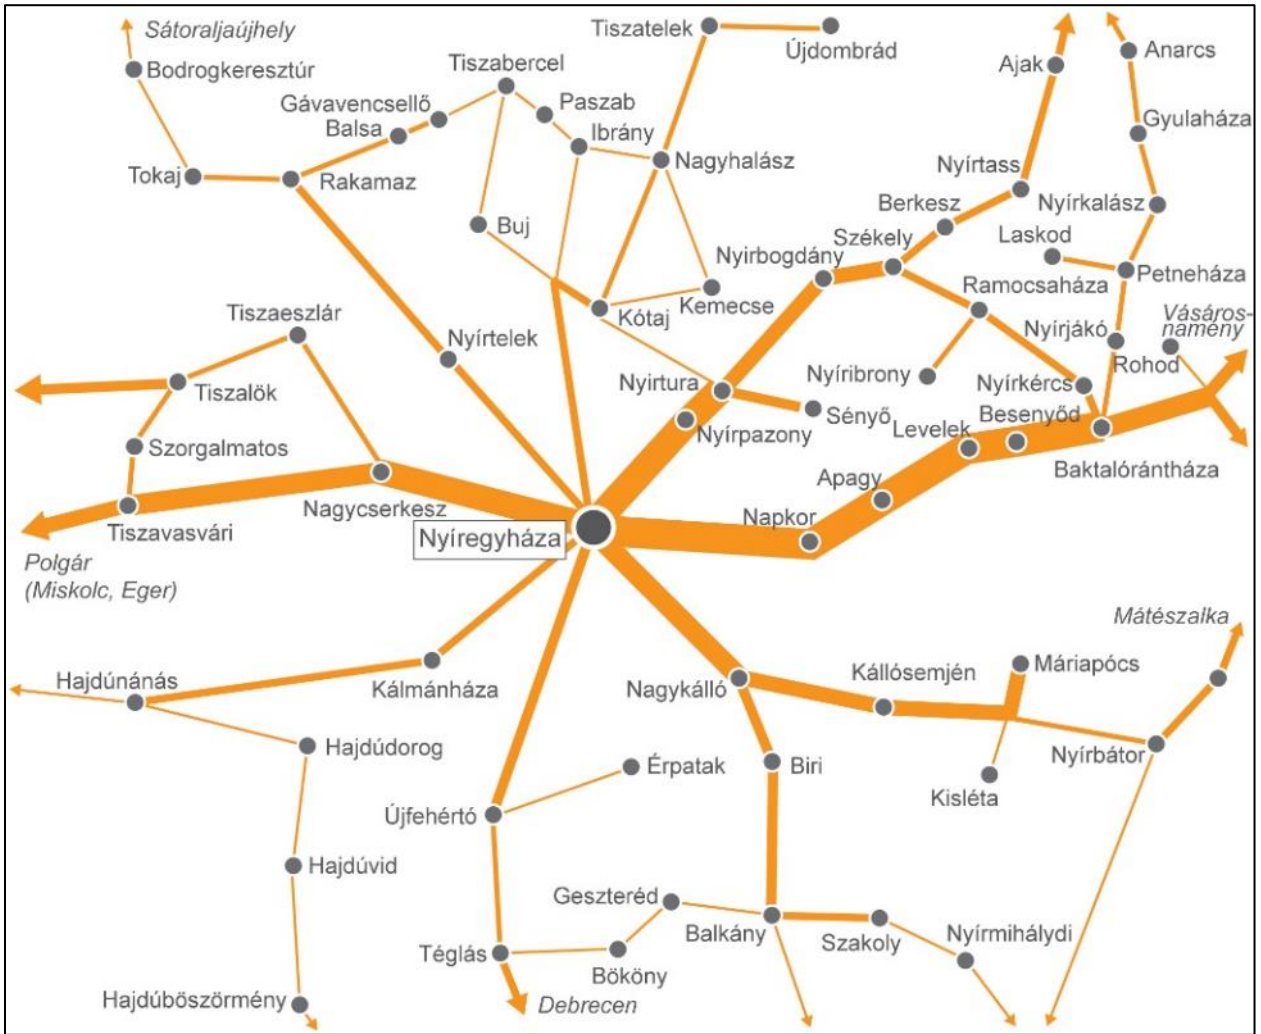 Sátoraljaújhely
Bodrogkeresztúr
Tiszatelek
Újdombrád
Ajak
Anarcs
Tiszabercel
Gávavencsellő
Balsa
Paszab
Ibrány
Gyulaháza
Tokaj
Rakamaz
Nagyhalász
Nyírtass
Nyírkalász
Berkesz
Buj
Székely
Laskod
Nyirbogdány
Petneháza
Kemecse
Ramocsaháza
Tiszaeszlár
Kótaj
Nyírjákó
Vásáros-
namény
Nyírtelek
Rohod
Tiszalök
Nyirtura
Nyíribrony
Nyírkércs
Szorgalmatos
Nyírpazony
Sényő
Levelek
Besenyőd
Baktalórántháza
Apagy
Nagycserkesz
Napkor
Tiszavasvári
Nyíregyháza
Polgár
(Miskolc, Eger)
Mátészalka
Hajdúnánás
Kálmánháza
Nagykálló
Kállósemjén
Máriapócs
Hajdúdorog
Érpatak
Biri
Nyírbátor
Kisléta
Újfehértó
Hajdúvid
Geszteréd
Balkány
Szakoly
Nyírmihálydi
Téglás
Bököny
Hajdúböszörmény
Debrecen